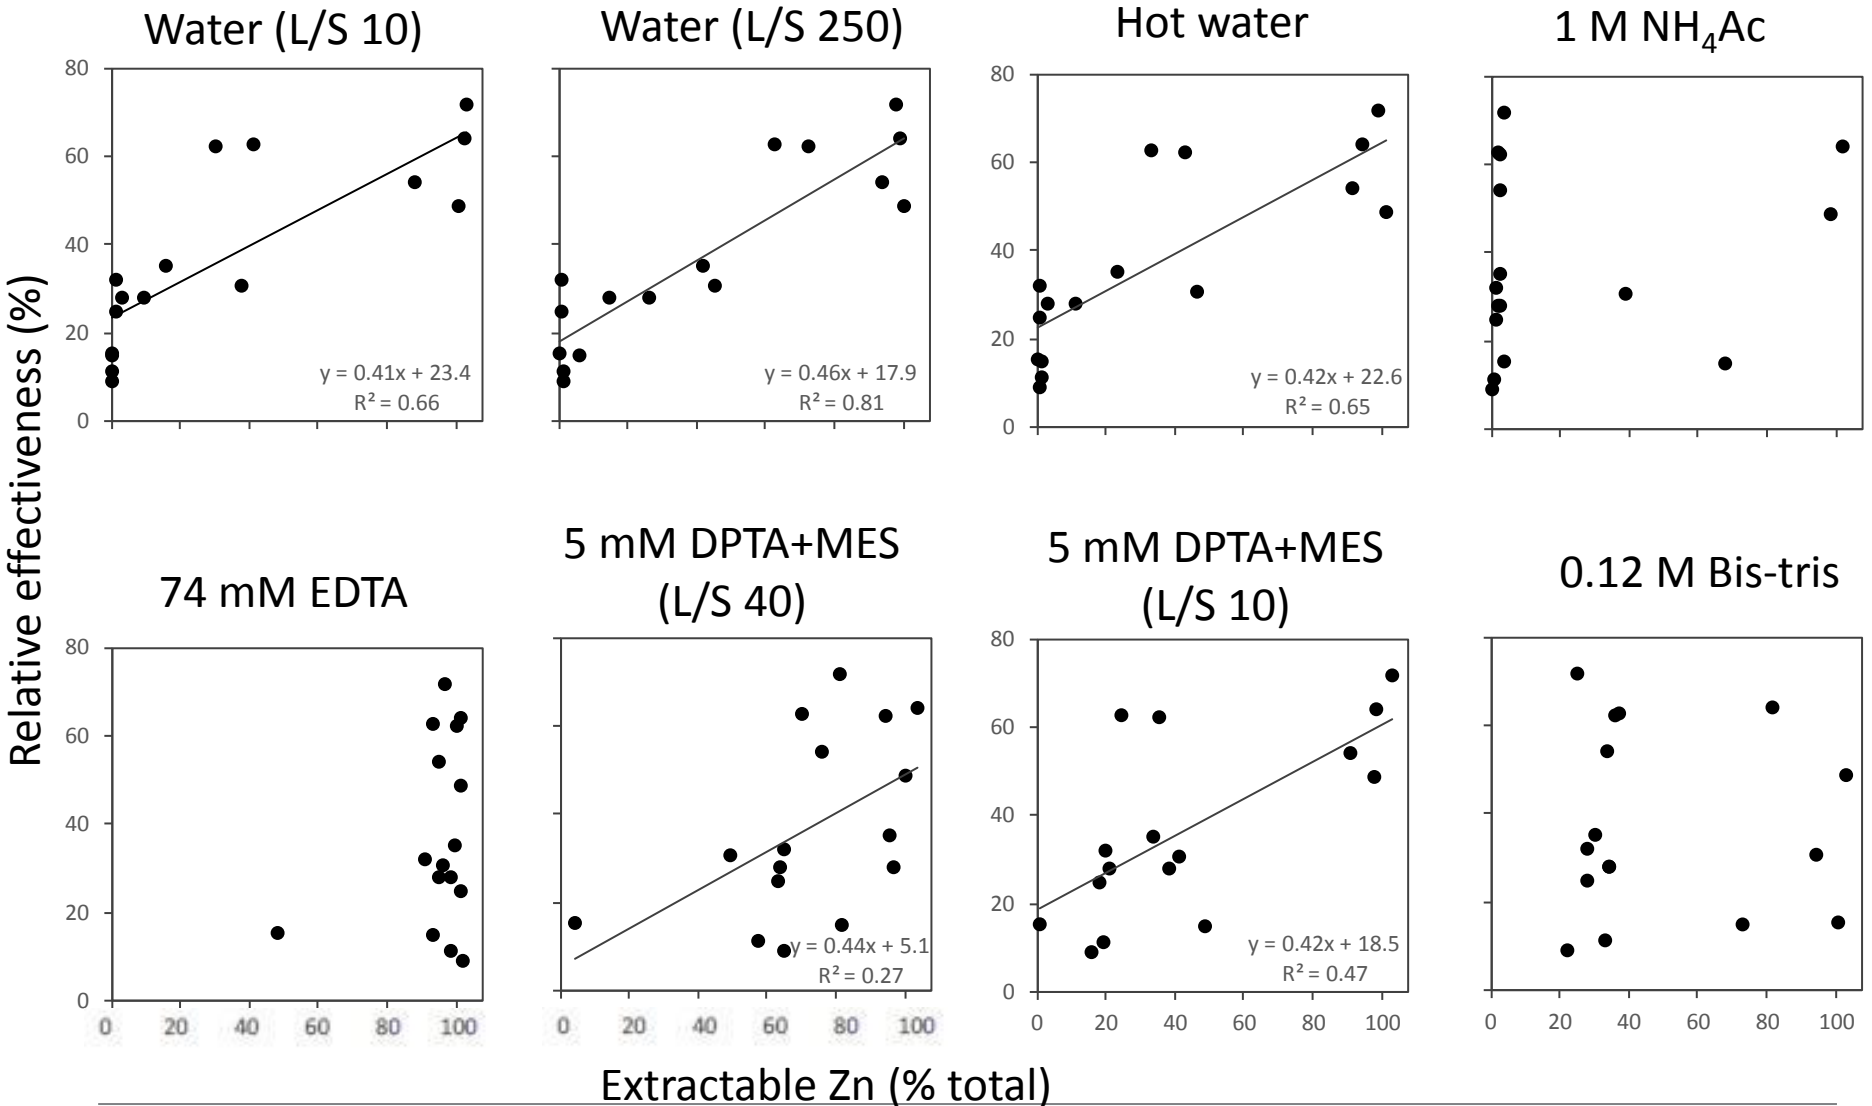 Water (L/S 10)
Water (L/S 250)
Hot water
1 M NH₄Ac
Relative effectiveness (%)
80
60
40
20
0
y = 0.41x + 23.4
R² = 0.66
y = 0.46x + 17.9
R² = 0.81
80
60
40
20
0
y = 0.42x + 22.6
R² = 0.65
74 mM EDTA
5 mM DPTA+MES
(L/S 40)
5 mM DPTA+MES
(L/S 10)
0.12 M Bis-tris
80
60
40
20
0
0 20 40 60 80 100
y = 0.44x + 5.1
R² = 0.27
0 20 40 60 80 100
80
60
40
20
0
y = 0.42x + 18.5
R² = 0.47
0 20 40 60 80 100
0 20 40 60 80 100
Extractable Zn (% total)